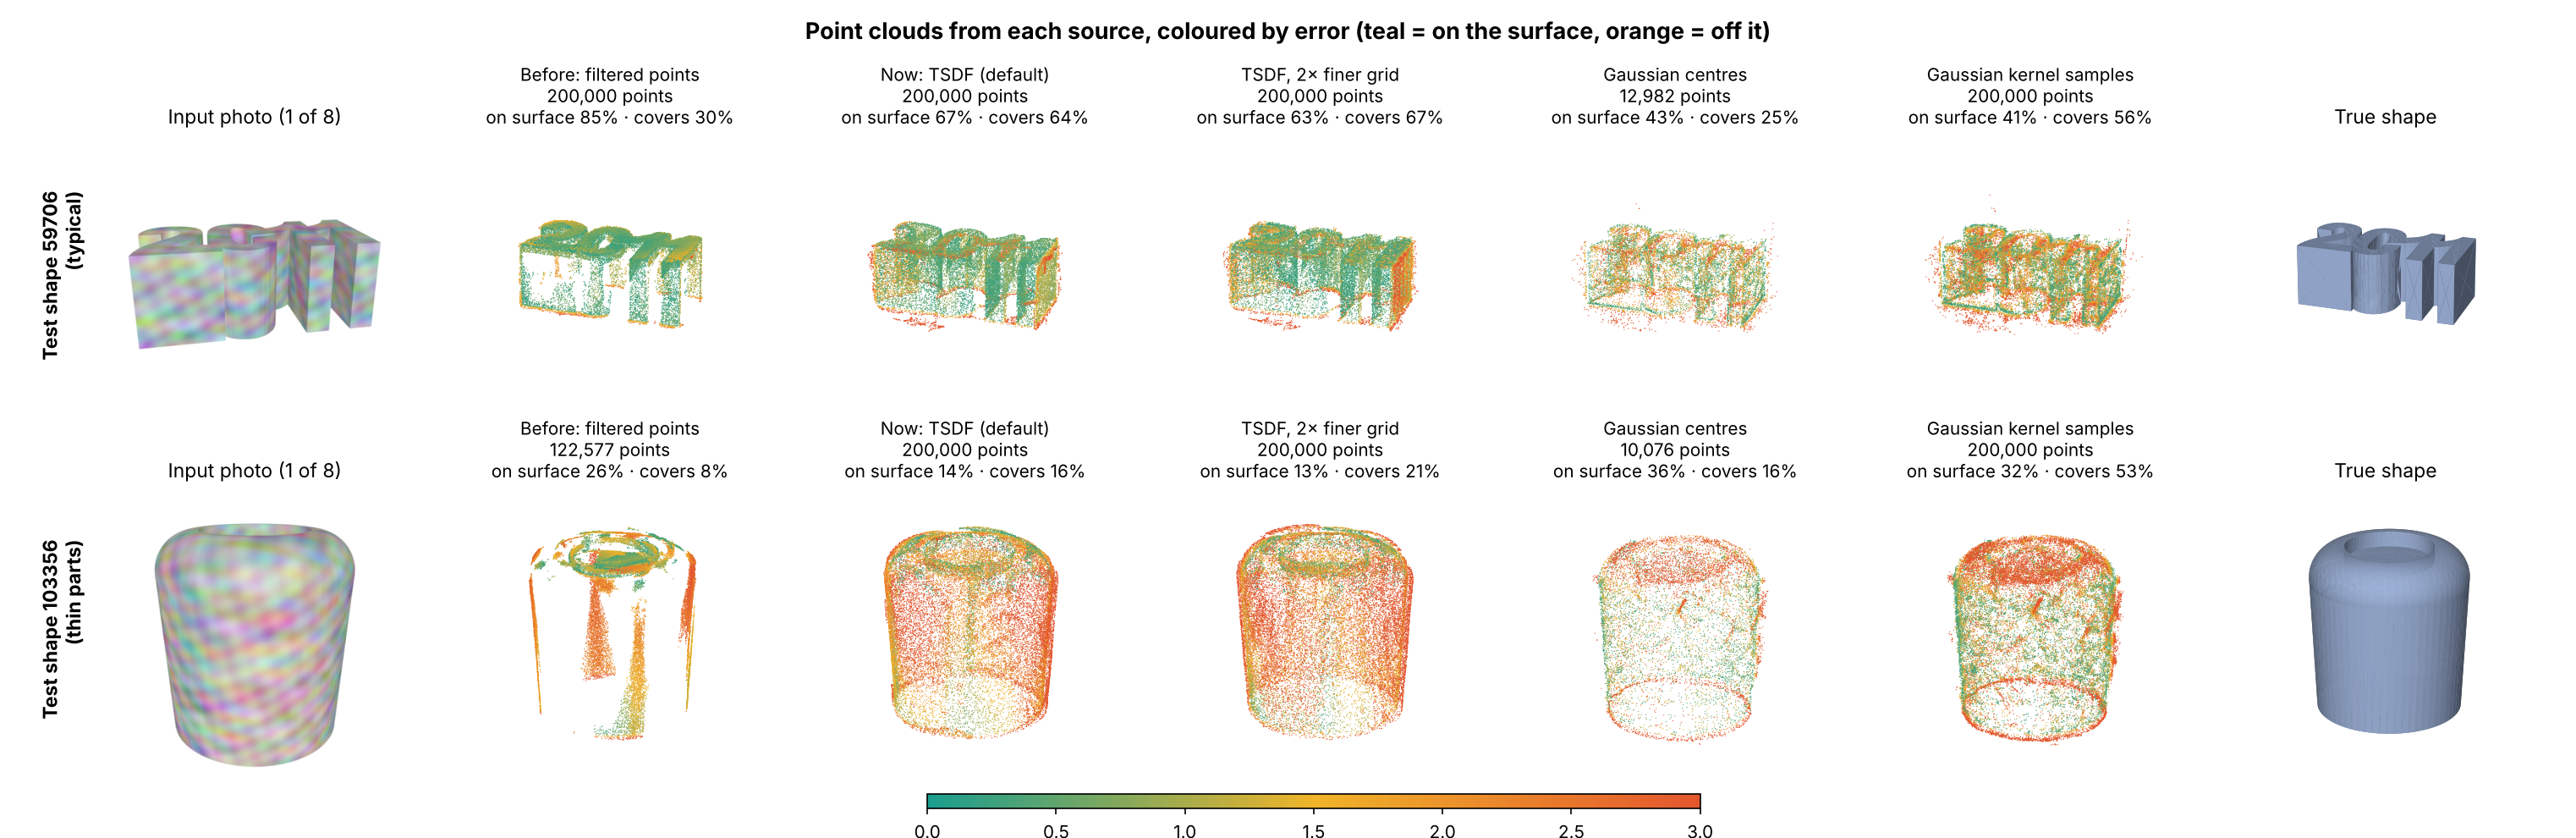 Point clouds from each source, coloured by error (teal = on the surface, orange = off it)
Input photo (1 of 8)
Before: filtered points
200,000 points
on surface 85% · covers 30%
Now: TSDF (default)
200,000 points
on surface 67% · covers 64%
TSDF, 2× finer grid
200,000 points
on surface 63% · covers 67%
Gaussian centres
12,982 points
on surface 43% · covers 25%
Gaussian kernel samples
200,000 points
on surface 41% · covers 56%
True shape
Test shape 59706
(typical)
Input photo (1 of 8)
Before: filtered points
122,577 points
on surface 26% · covers 8%
Now: TSDF (default)
200,000 points
on surface 14% · covers 16%
TSDF, 2× finer grid
200,000 points
on surface 13% · covers 21%
Gaussian centres
10,076 points
on surface 36% · covers 16%
Gaussian kernel samples
200,000 points
on surface 32% · covers 53%
True shape
Test shape 103356
(thin parts)
0.0 0.5 1.0 1.5 2.0 2.5 3.0